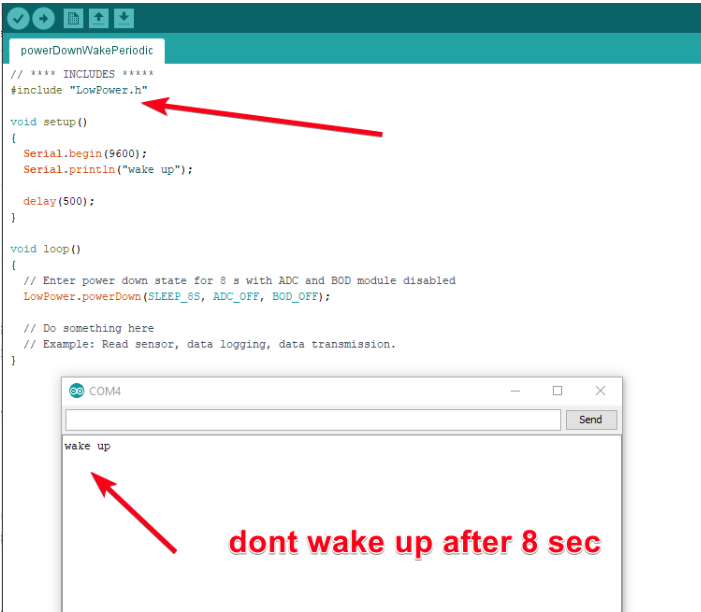 powerDownWakePeriodic
// **** INCLUDES *****
#include "LowPower.h"
void setup()
{
Serial.begin(9600);
Serial.println("wake up");
delay(500);
}
void loop()
{
// Enter power down state for 8 s with ADC and BOD module disabled
LowPower.powerDown(SLEEP_8S, ADC_OFF, BOD_OFF);
// Do something here
// Example: Read sensor, data logging, data transmission.
}
COM4
Send
wake up
dont wake up after 8 sec